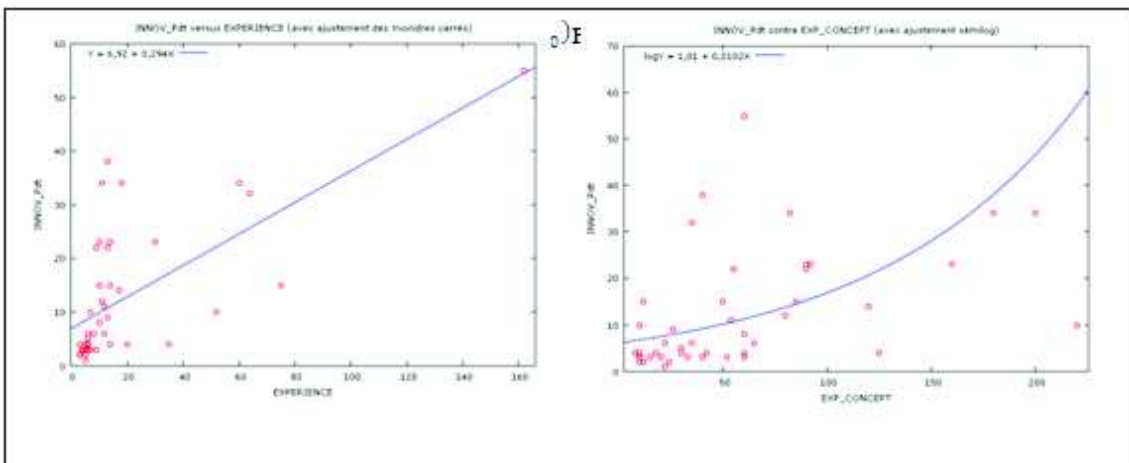 INNOV_Pdt versus EXPERIENCE (avec ajustement des moindres carrés)
Y = 6,92 + 0,294X
60
50
40
30
20
10
0
INNOV_Pdt
0 20 40 60 80 100 120 140 160
EXPERIENCE
)F
INNOV_Pdt contre EXP_CONCEPT (avec ajustement sémilog)
logY = 1,81 + 0,0102X
70
60
50
40
30
20
10
0
INNOV_Pdt
50 100 150 200
EXP_CONCEPT